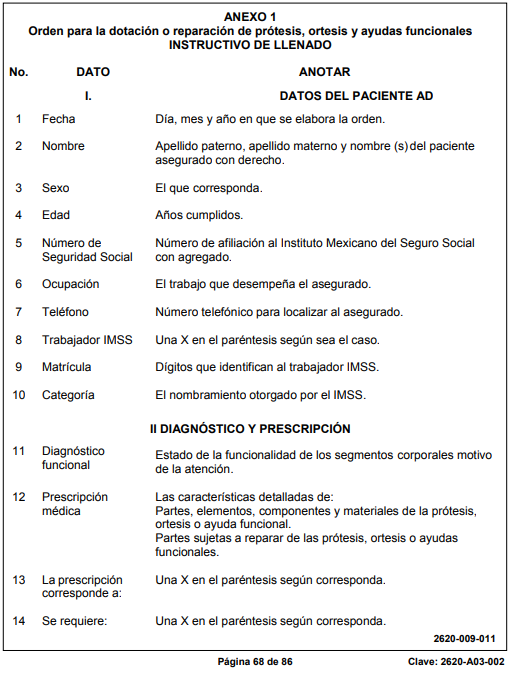 ANEXO 1
Orden para la dotación o reparación de prótesis, ortesis y ayudas funcionales
INSTRUCTIVO DE LLENADO
No. DATO ANOTAR
I. DATOS DEL PACIENTE AD
1 Fecha Día, mes y año en que se elabora la orden.
2 Nombre Apellido paterno, apellido materno y nombre (s) del paciente
asegurado con derecho.
3 Sexo El que corresponda.
4 Edad Años cumplidos.
5 Número de Número de afiliación al Instituto Mexicano del Seguro Social
Seguridad Social con agregado.
6 Ocupación El trabajo que desempeña el asegurado.
7 Teléfono Número telefónico para localizar al asegurado.
8 Trabajador IMSS Una X en el paréntesis según sea el caso.
9 Matrícula Dígitos que identifican al trabajador IMSS.
10 Categoría El nombramiento otorgado por el IMSS.
II DIAGNÓSTICO Y PRESCRIPCIÓN
11 Diagnóstico Estado de la funcionalidad de los segmentos corporales motivo
funcional de la atención.
12 Prescripción Las características detalladas de:
médica Partes, elementos, componentes y materiales de la prótesis,
ortesis o ayuda funcional.
Partes sujetas a reparar de las prótesis, ortesis o ayudas
funcionales.
13 La prescripción Una X en el paréntesis según corresponda.
corresponde a:
14 Se requiere: Una X en el paréntesis según corresponda.
2620-009-011
Página 68 de 86 Clave: 2620-A03-002